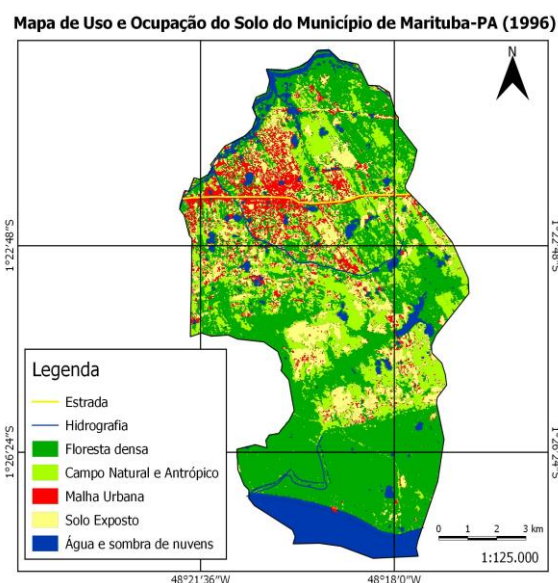 Mapa de Uso e Ocupação do Solo do Município de Marituba-PA (1996)
N
1°22'48"S
1°22'48"S
Legenda
Estrada
Hidrografia
Floresta densa
Campo Natural e Antrópico
Malha Urbana
Solo Exposto
Água e sombra de nuvens
1°26'24"S
1°26'24"S
0 1 2 3 km
1:125.000
48°21'36"W
48°18'0"W